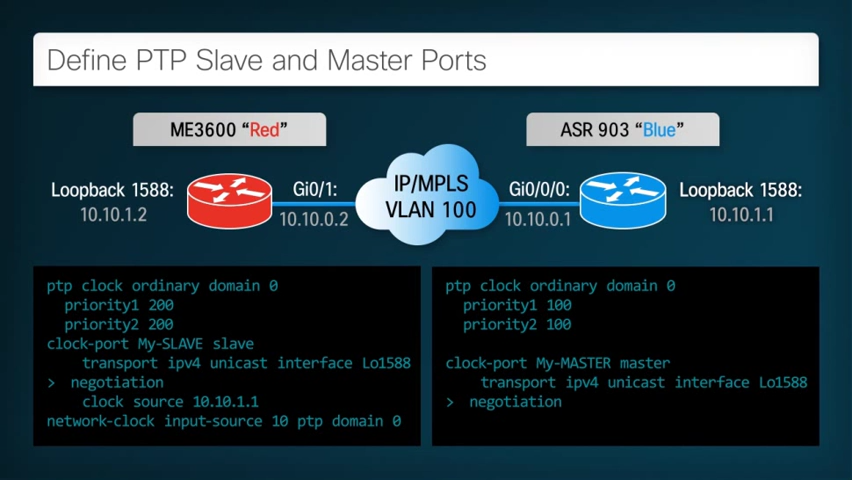 Define PTP Slave and Master Ports
ME3600 “Red”
ASR 903 “Blue”
Loopback 1588:
10.10.1.2
Gi0/1:
10.10.0.2
IP/MPLS
VLAN 100
Gi0/0/0:
10.10.0.1
Loopback 1588:
10.10.1.1
ptp clock ordinary domain 0
priority1 200
priority2 200
clock-port My-SLAVE slave
transport ipv4 unicast interface Lo1588
> negotiation
clock source 10.10.1.1
network-clock input-source 10 ptp domain 0
ptp clock ordinary domain 0
priority1 100
priority2 100
clock-port My-MASTER master
transport ipv4 unicast interface Lo1588
> negotiation